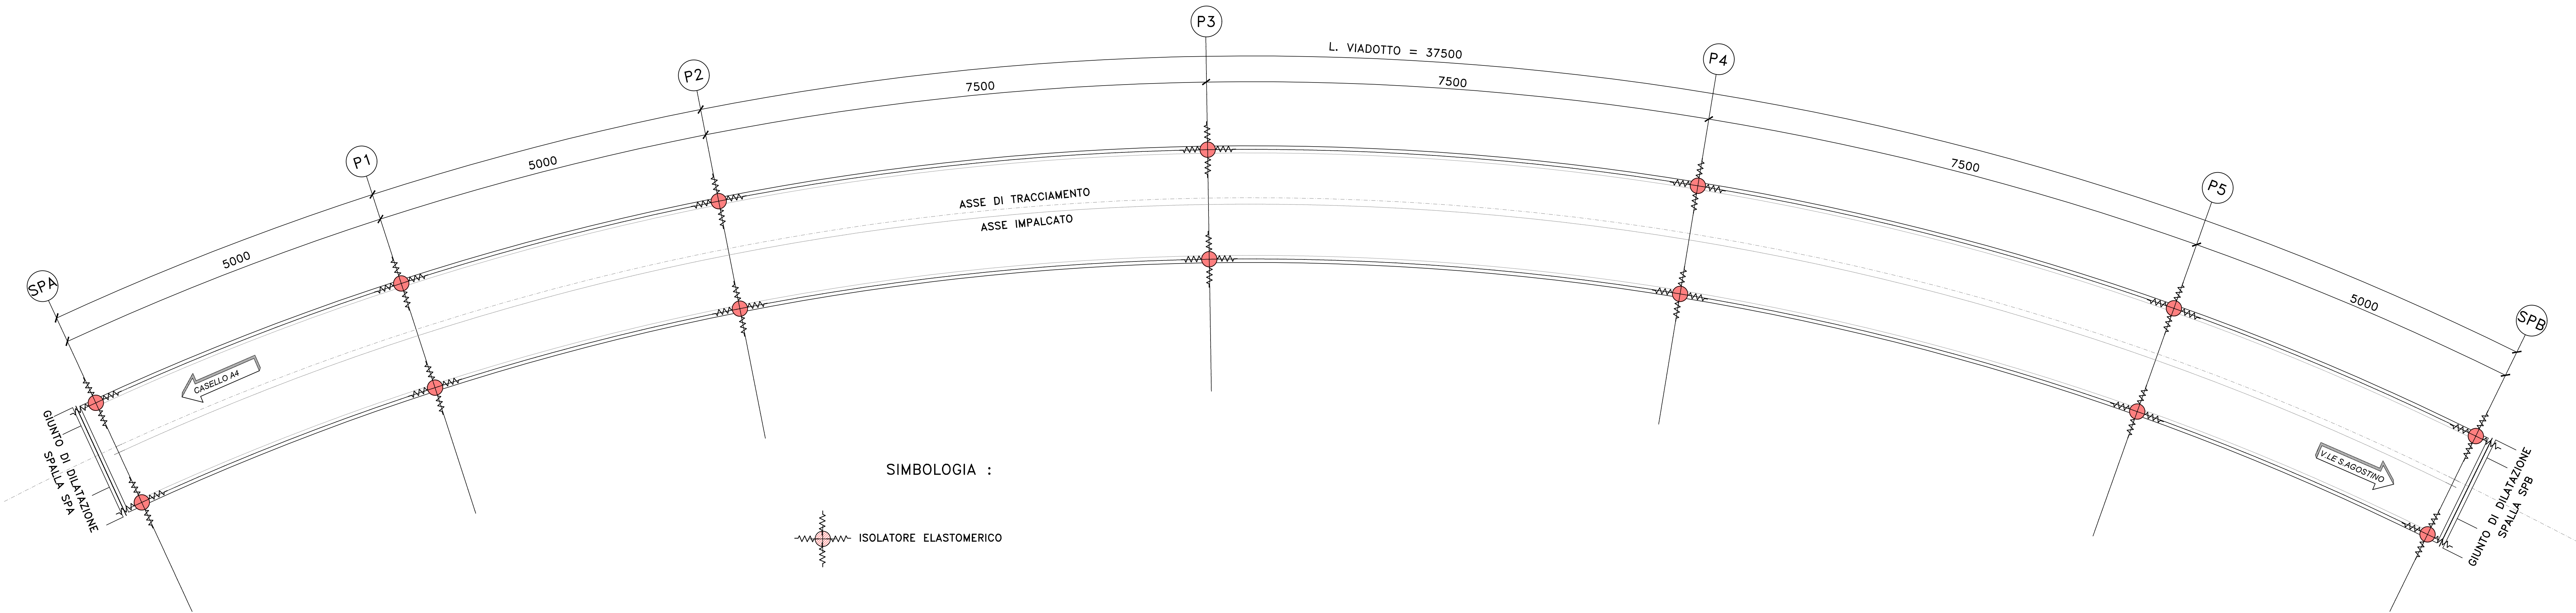 P3
L. VIADOTTO = 37500
P4
P2
7500
7500
P1
5000
7500
P5
ASSE DI TRACCIAMENTO
ASSE IMPALCATO
5000
SPA
5000
SPB
CASELLO A4
GIUNTO DI DILATAZIONE
SPALLA SPA
V.LE S.AGOSTINO
GIUNTO DI DILATAZIONE
SPALLA SPB
SIMBOLOGIA :
ISOLATORE ELASTOMERICO